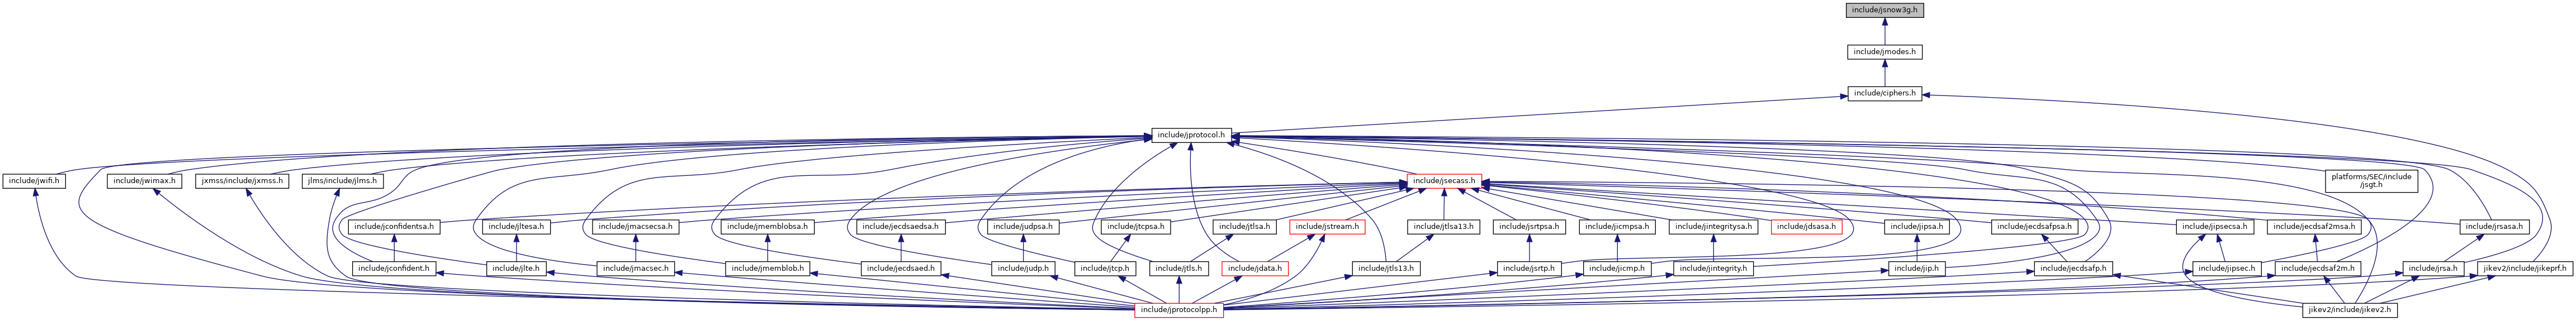 include/jsnow3g.h
include/jmodes.h
include/ciphers.h
include/jprotocol.h
include/jwifi.h
include/jwimax.h
jxmss/include/jxmss.h
jlms/include/jlms.h
include/jsecass.h
platforms/SEC/include
/jsgt.h
include/jconfidentsa.h
include/jltesa.h
include/jmacsecsa.h
include/jmemblobsa.h
include/jecdsaedsa.h
include/judpsa.h
include/jtcpsa.h
include/jtlsa.h
include/jstream.h
include/jtlsa13.h
include/jsrtpsa.h
include/jicmpsa.h
include/jintegritysa.h
include/jdsasa.h
include/jipsa.h
include/jecdsafpsa.h
include/jipsecsa.h
include/jecdsaf2msa.h
include/jrsasa.h
include/jconfident.h
include/jlte.h
include/jmacsec.h
include/jmemblob.h
include/jecdsaed.h
include/judp.h
include/jtcp.h
include/jtls.h
include/jdata.h
include/jtls13.h
include/jsrtp.h
include/jicmp.h
include/jintegrity.h
include/jip.h
include/jecdsafp.h
include/jipsec.h
include/jecdsaf2m.h
include/jrsa.h
jikev2/include/jikeprf.h
include/jprotocolpp.h
jikev2/include/jikev2.h